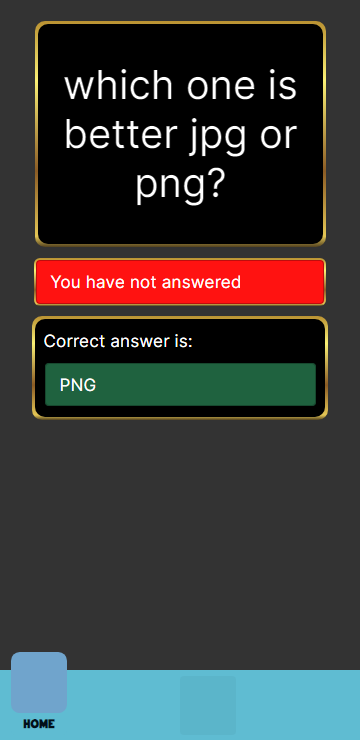 which one is
better jpg or
png?
You have not answered
Correct answer is:
PNG
HOME